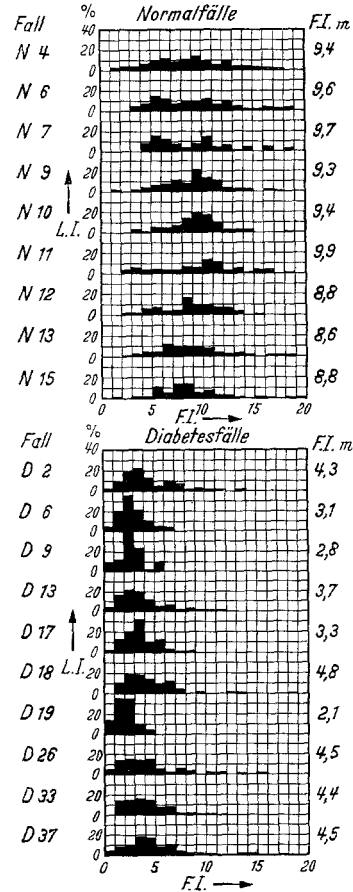 Fall % Normalfälle F.I. m
40
N 4 20 0 9,4
N 6 20 0 9,6
N 7 20 0 9,7
N 9 20 0 9,3
N 10 20 0 9,4
L.I.
N 11 20 0 9,9
N 12 20 0 8,8
N 13 20 0 8,6
N 15 20 0 8,8
0 5 10 15 20
F.I.
Fall % Diabetesfälle F.I. m
40
D 2 20 0 4,3
D 6 20 0 3,1
D 9 20 0 2,8
D 13 20 0 3,7
D 17 20 0 3,3
L.I.
D 18 20 0 4,8
D 19 20 0 2,1
D 26 20 0 4,5
D 33 20 0 4,4
D 37 20 0 4,5
0 5 10 15 20
F.I.